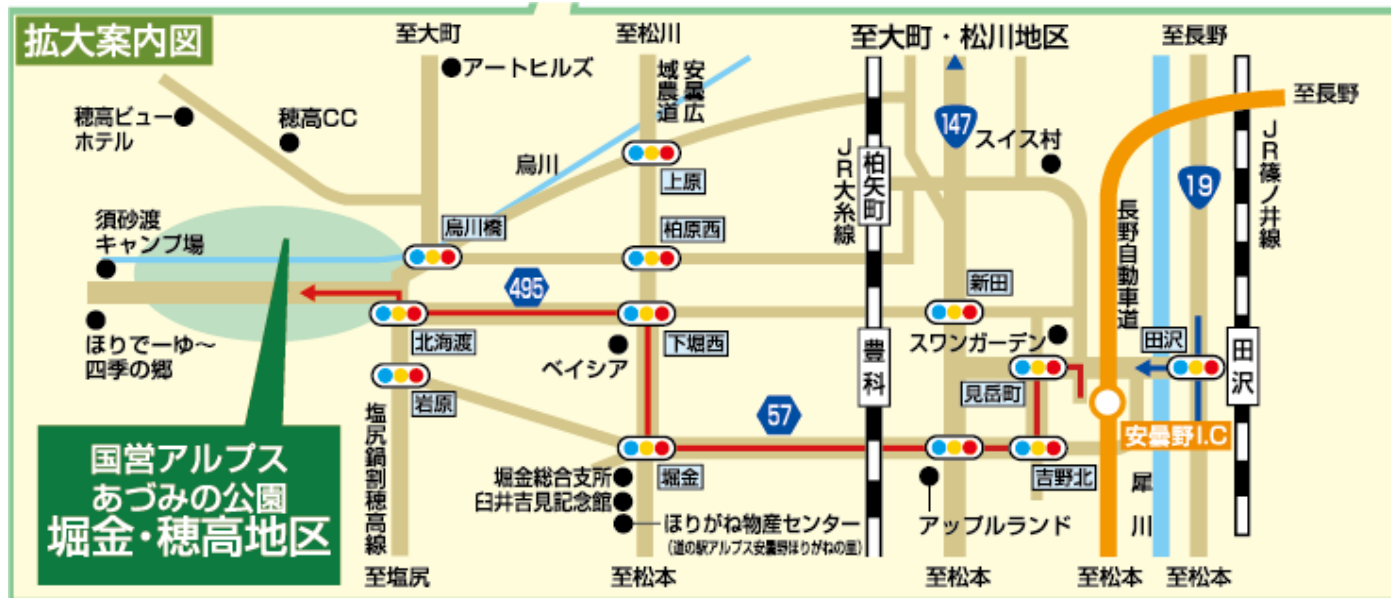 拡大案内図
至大町
至松川
至大町・松川地区
至長野
アートヒルズ
安曇広
域農道
至長野
穂高ビュー
ホテル
穂高CC
147
スイス村
JR篠ノ井線
烏川
上原
JR大糸線
柏矢町
19
須砂渡
キャンプ場
烏川橋
柏原西
長野自動車道
495
新田
北海渡
下堀西
スワンガーデン
田沢
田沢
ほりでーゆ～
四季の郷
ベイシア
豊科
見岳町
岩原
57
安曇野I.C
塩尻鍋割穂高線
国営アルプス
あづみの公園
堀金・穂高地区
堀金総合支所
堀金
吉野北
犀川
臼井吉見記念館
ほりがね物産センター
(道の駅アルプス安曇野ほりがねの里)
アップルランド
至塩尻
至松本
至松本
至松本
至松本